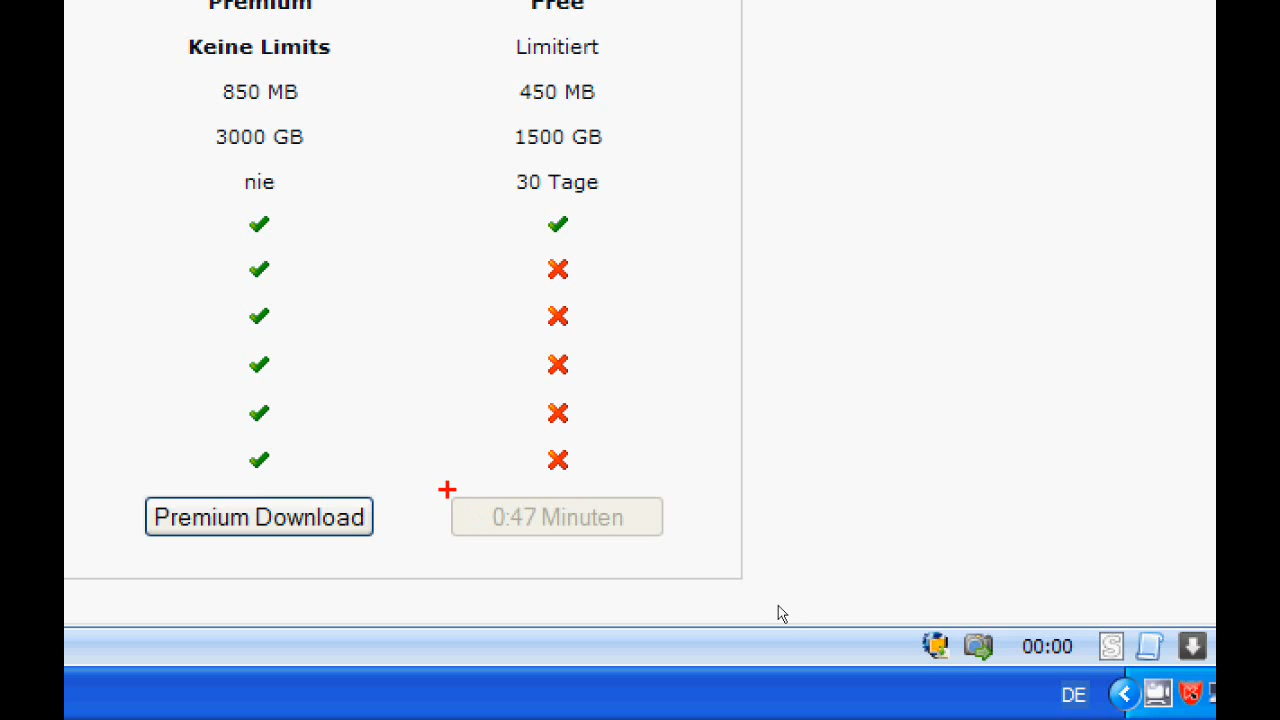 Premium Free
Keine Limits Limitiert
850 MB 450 MB
3000 GB 1500 GB
nie 30 Tage
Premium Download 0:47 Minuten
00:00
DE